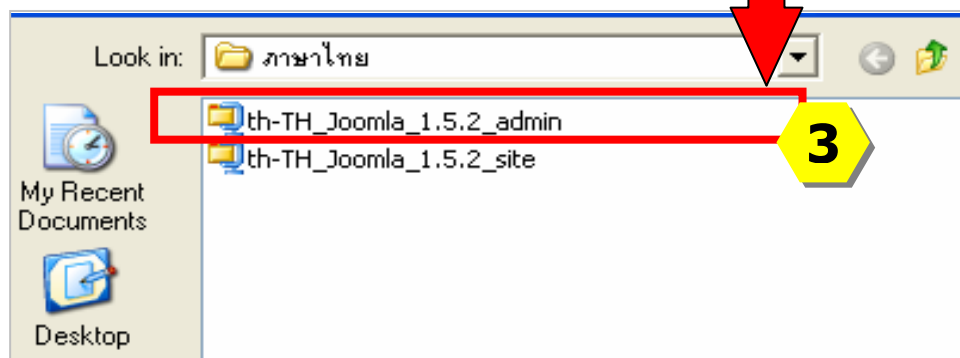 Look in: ภาษาไทย
th-TH_Joomla_1.5.2_admin
3
th-TH_Joomla_1.5.2_site
My Recent
Documents
Desktop